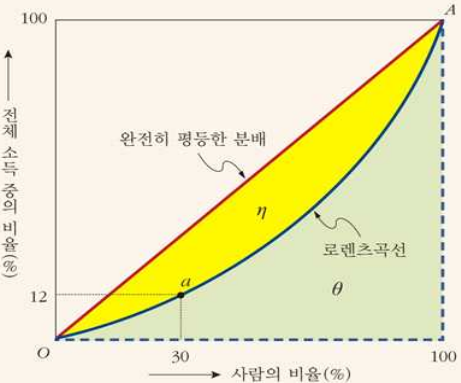 A
100
전체 소득 중의 비율(%)
완전히 평등한 분배
η
로렌츠곡선
a
θ
12
O
30
100
사람의 비율(%)